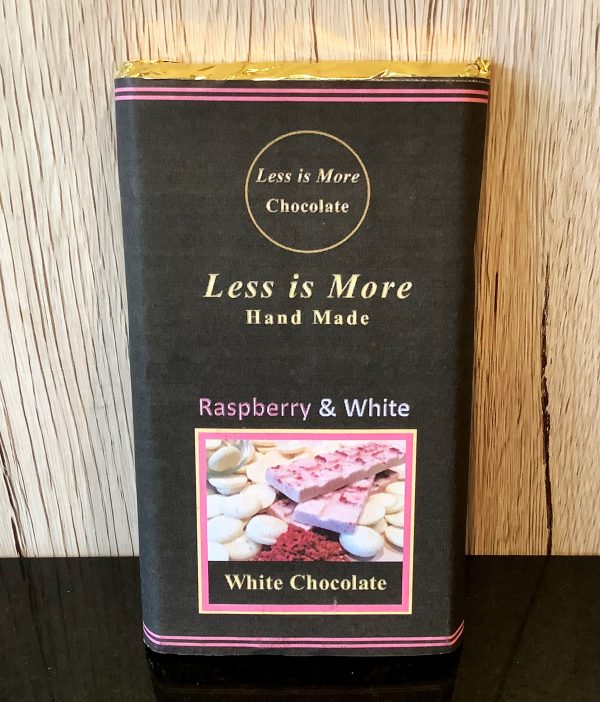 Less is More
Chocolate
Less is More
Hand Made
Raspberry & White
White Chocolate